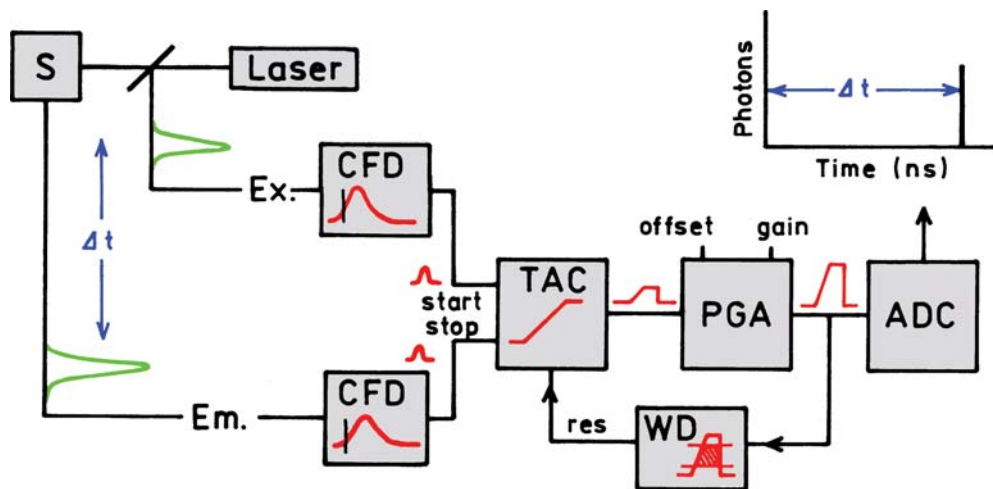 S
Laser
Photons
Δt
Time (ns)
CFD
Ex.
Δt
offset
gain
TAC
start
stop
PGA
ADC
CFD
Em.
res
WD